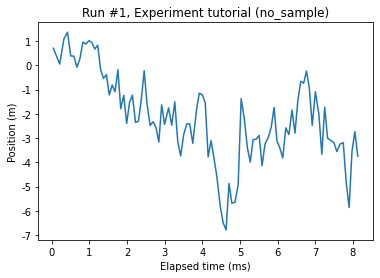 Run #1, Experiment tutorial (no_sample)
Position (m)
1
0
-1
-2
-3
-4
-5
-6
-7
0 1 2 3 4 5 6 7 8
Elapsed time (ms)